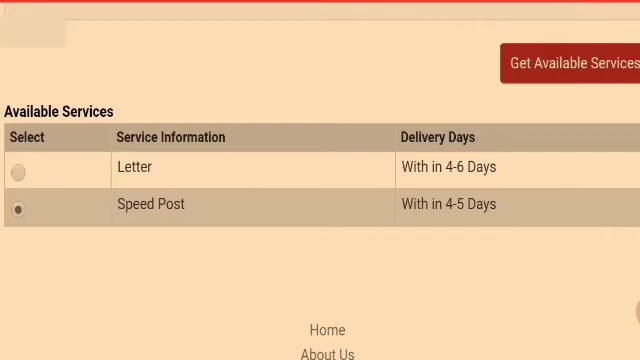 Get Available Services
Available Services
Select Service Information Delivery Days
Letter With in 4-6 Days
Speed Post With in 4-5 Days
Home
About Us